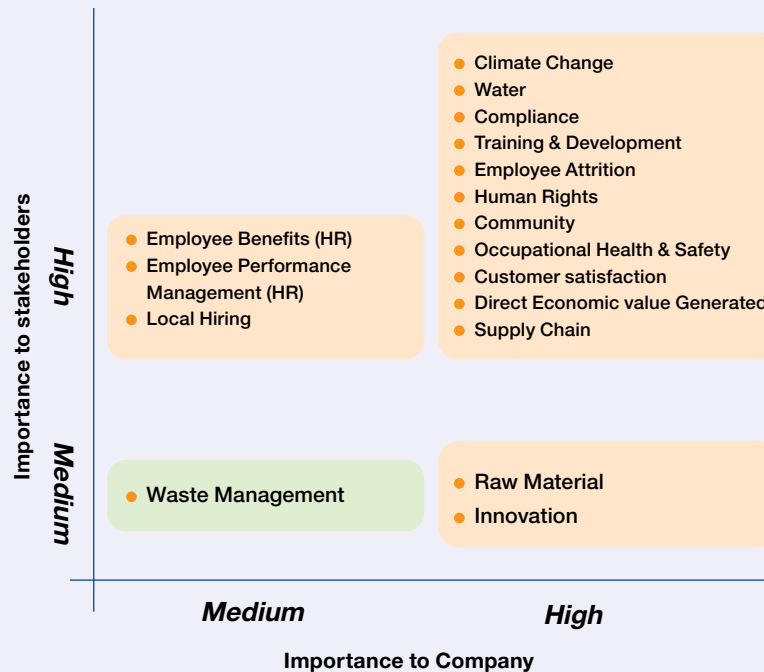 Importance to stakeholders
High
Medium
Employee Benefits (HR)
Employee Performance
Management (HR)
Local Hiring
Climate Change
Water
Compliance
Training & Development
Employee Attrition
Human Rights
Community
Occupational Health & Safety
Customer satisfaction
Direct Economic value Generated
Supply Chain
Waste Management
Raw Material
Innovation
Medium
High
Importance to Company